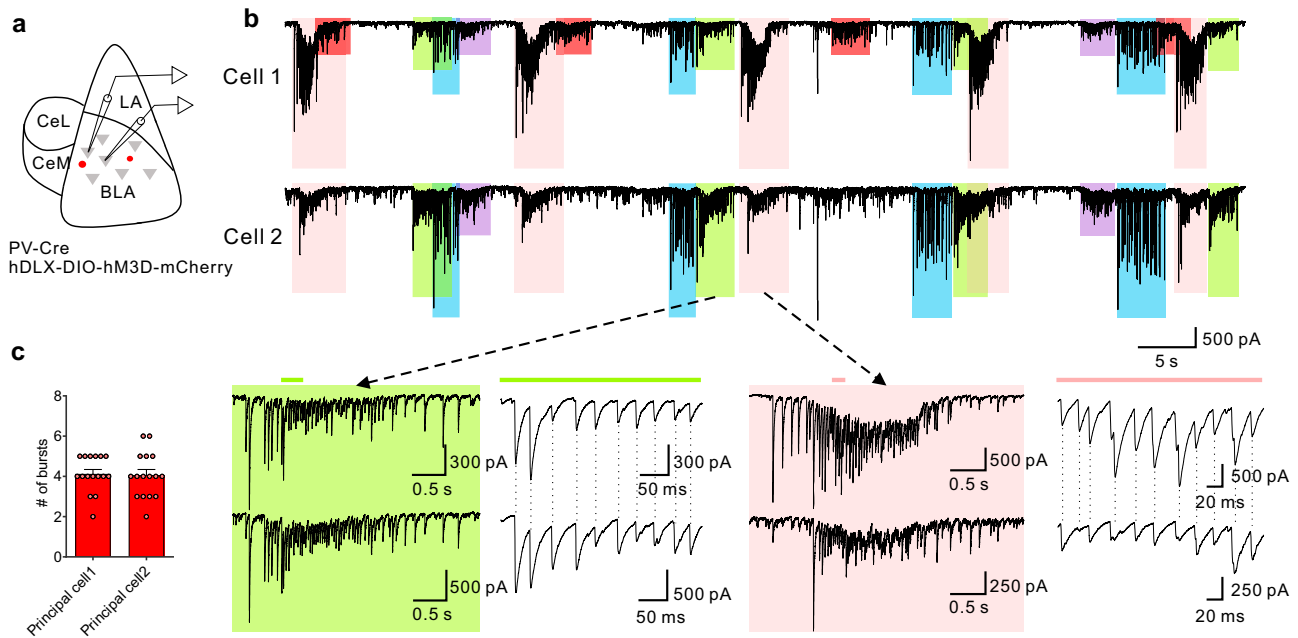 a
LA
CeL
CeM
BLA
PV-Cre
hDLX-DIO-hM3D-mCherry
b
Cell 1
Cell 2
500 pA
5 s
c
# of bursts
8
6
4
2
0
Principal cell1
Principal cell2
300 pA
0.5 s
300 pA
50 ms
500 pA
0.5 s
500 pA
50 ms
500 pA
0.5 s
500 pA
20 ms
250 pA
0.5 s
250 pA
20 ms